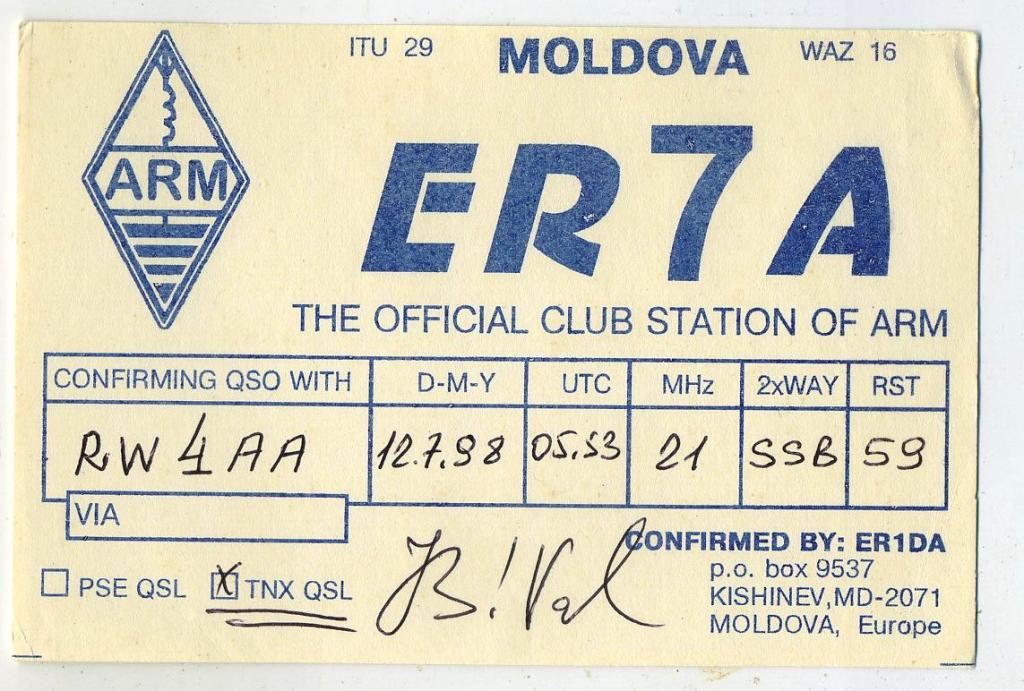 ITU 29 MOLDOVA WAZ 16
ARM
ER7A
THE OFFICIAL CLUB STATION OF ARM
CONFIRMING QSO WITH D-M-Y UTC MHz 2xWAY RST
RW4AA 12.7.98 05.53 21 SSB 59
VIA
CONFIRMED BY: ER1DA
p.o. box 9537
PSE QSL X TNX QSL
KISHINEV,MD-2071
MOLDOVA, Europe